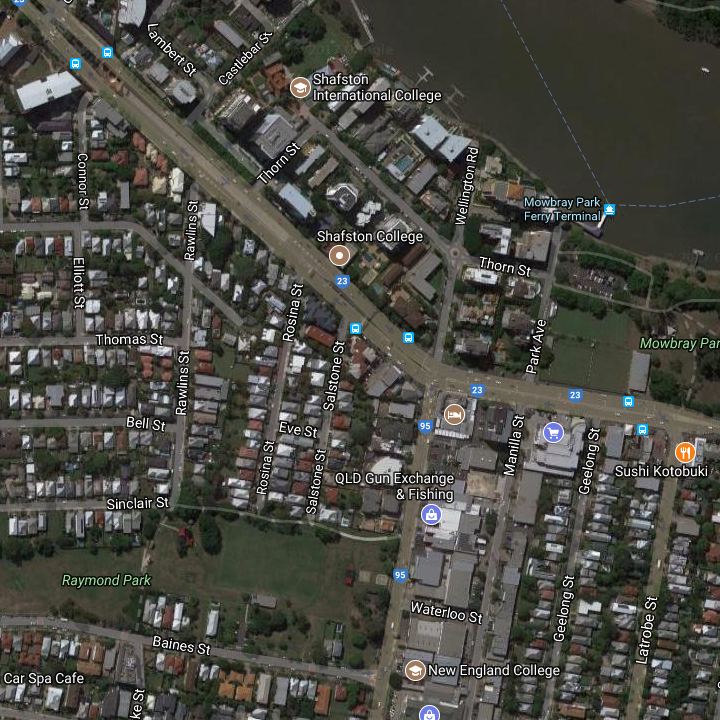 23
Lambert St
Castlebar St
Shafston
International College
Thorn St
Connor St
Wellington Rd
Mowbray Park
Ferry Terminal
Rawlins St
Shafston College
Thorn St
23
Elliott St
Rosina St
Thomas St
Park Ave
Mowbray Par
Salstone St
Rawlins St
23
23
Bell St
Eve St
95
Manilla St
Geelong St
Rosina St
Salstone St
Sushi Kotobuki
QLD Gun Exchange
& Fishing
Sinclair St
Raymond Park
95
Waterloo St
Geelong St
Latrobe St
Baines St
New England College
Car Spa Cafe
ke St